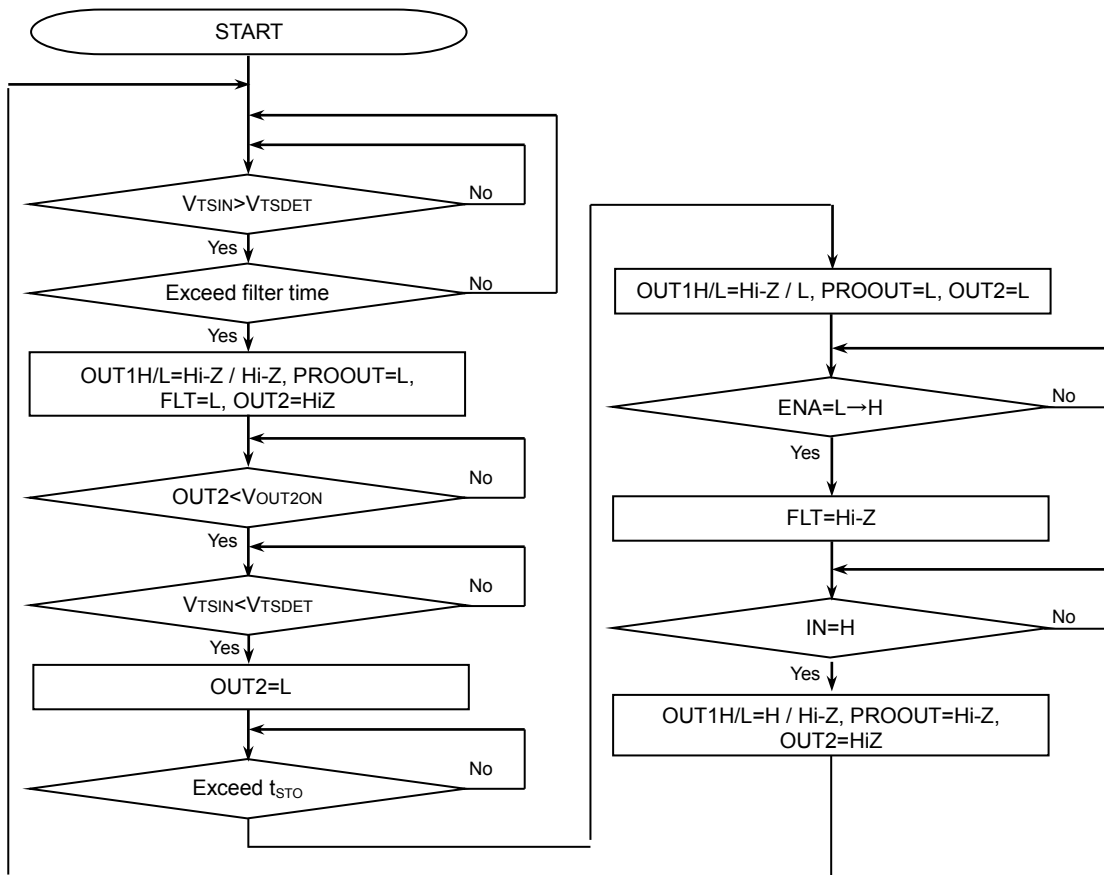 START
VTSIN>VTSDET
No
Yes
Exceed filter time
No
Yes
OUT1H/L=Hi-Z / Hi-Z, PROOUT=L,
FLT=L, OUT2=HiZ
OUT2<VOUT2ON
No
Yes
VTSIN<VTSDET
No
Yes
OUT2=L
Exceed tSTO
No
OUT1H/L=Hi-Z / L, PROOUT=L, OUT2=L
ENA=L→H
No
Yes
FLT=Hi-Z
IN=H
No
Yes
OUT1H/L=H / Hi-Z, PROOUT=Hi-Z,
OUT2=HiZ